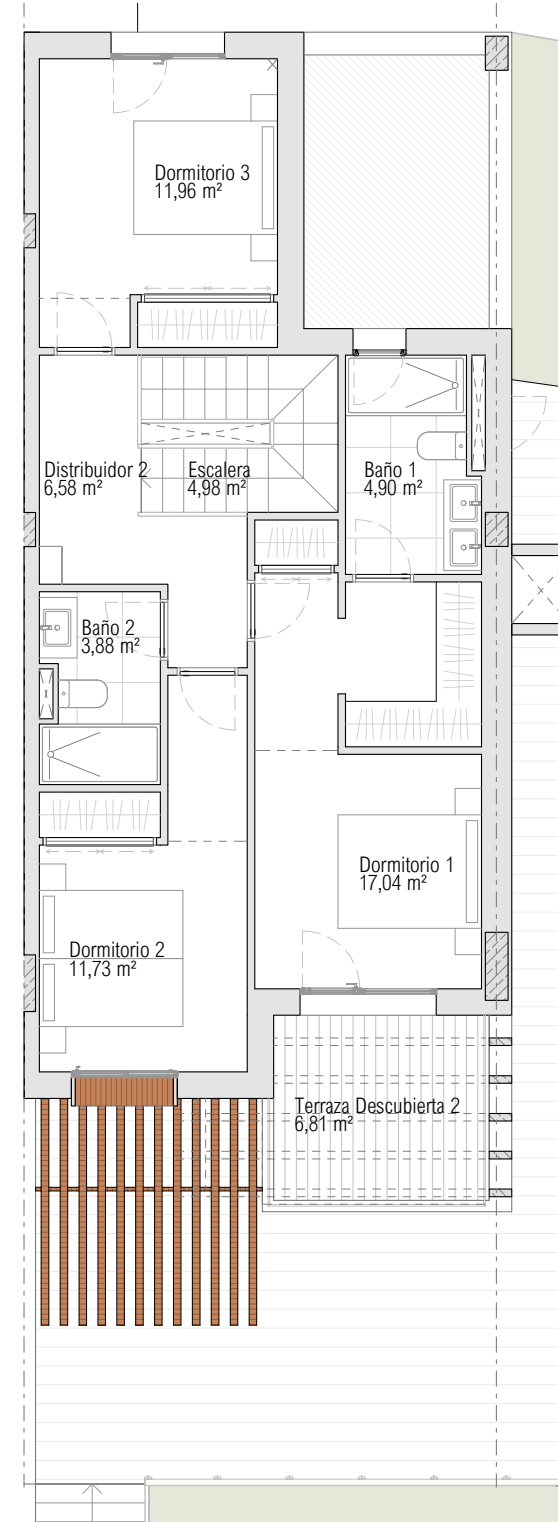 Dormitorio 3
11,96 m²
Distribuidor 2
6,58 m²
Escalera
4,98 m²
Baño 1
4,90 m²
Baño 2
3,88 m²
Dormitorio 1
17,04 m²
Dormitorio 2
11,73 m²
Terraza Descubierta 2
6,81 m²